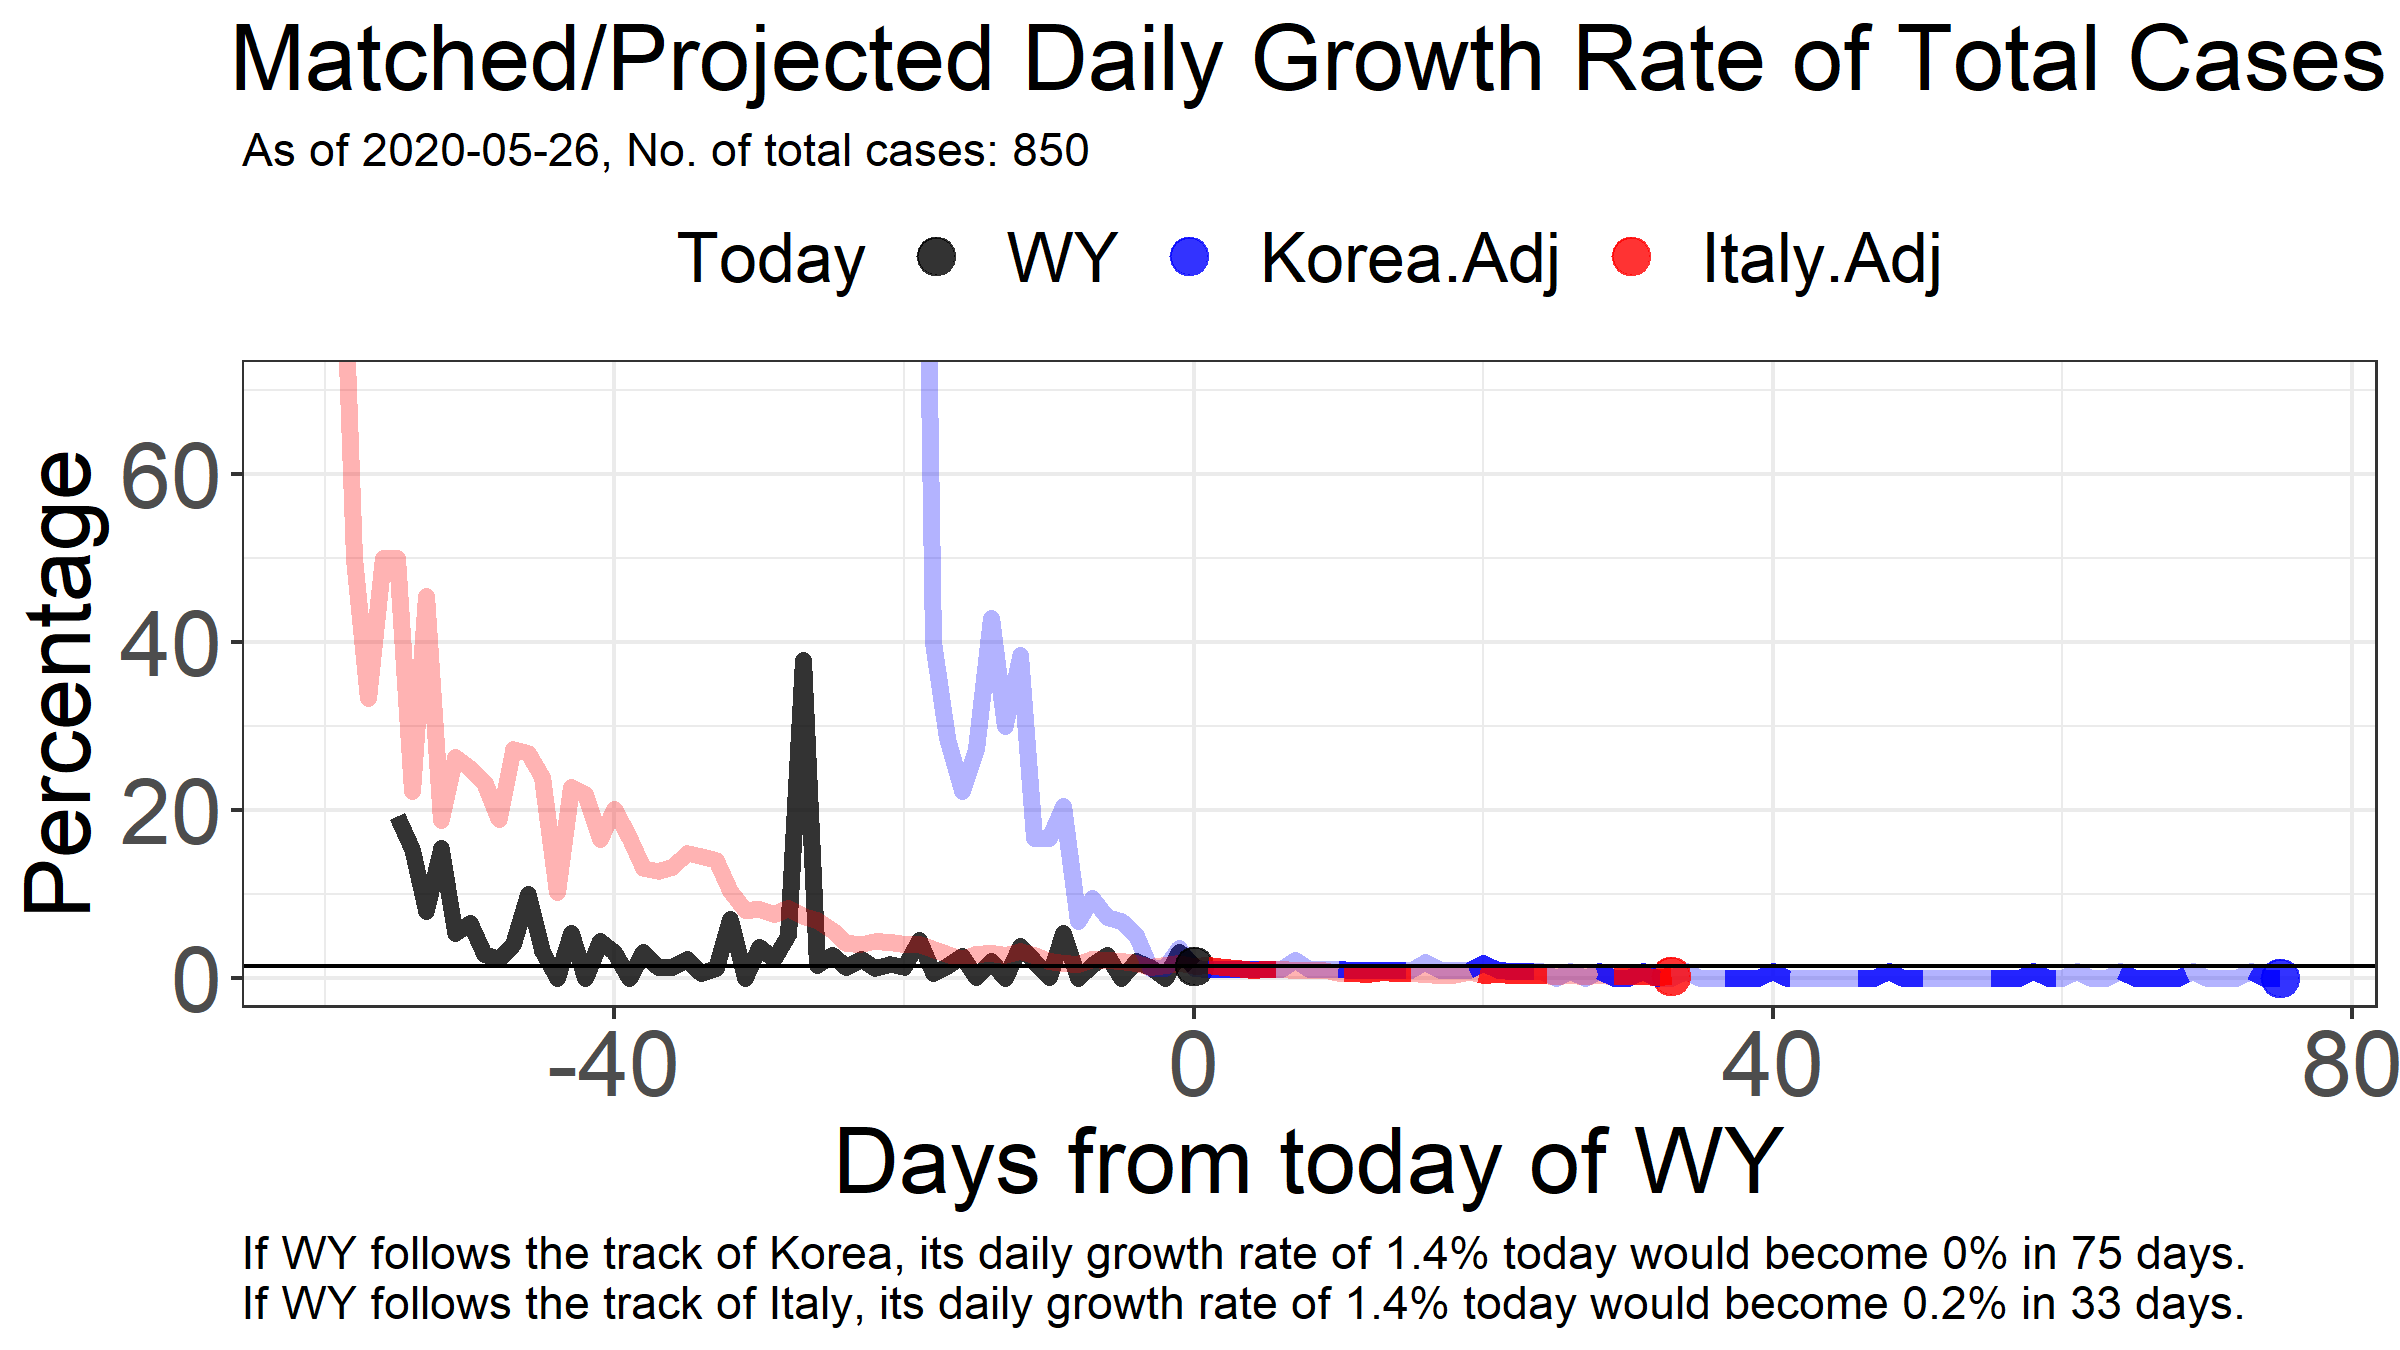 Matched/Projected Daily Growth Rate of Total Cases
As of 2020-05-26, No. of total cases: 850
Today WY Korea.Adj Italy.Adj
Percentage
60
40
20
0
-40 0 40 80
Days from today of WY
If WY follows the track of Korea, its daily growth rate of 1.4% today would become 0% in 75 days.
If WY follows the track of Italy, its daily growth rate of 1.4% today would become 0.2% in 33 days.